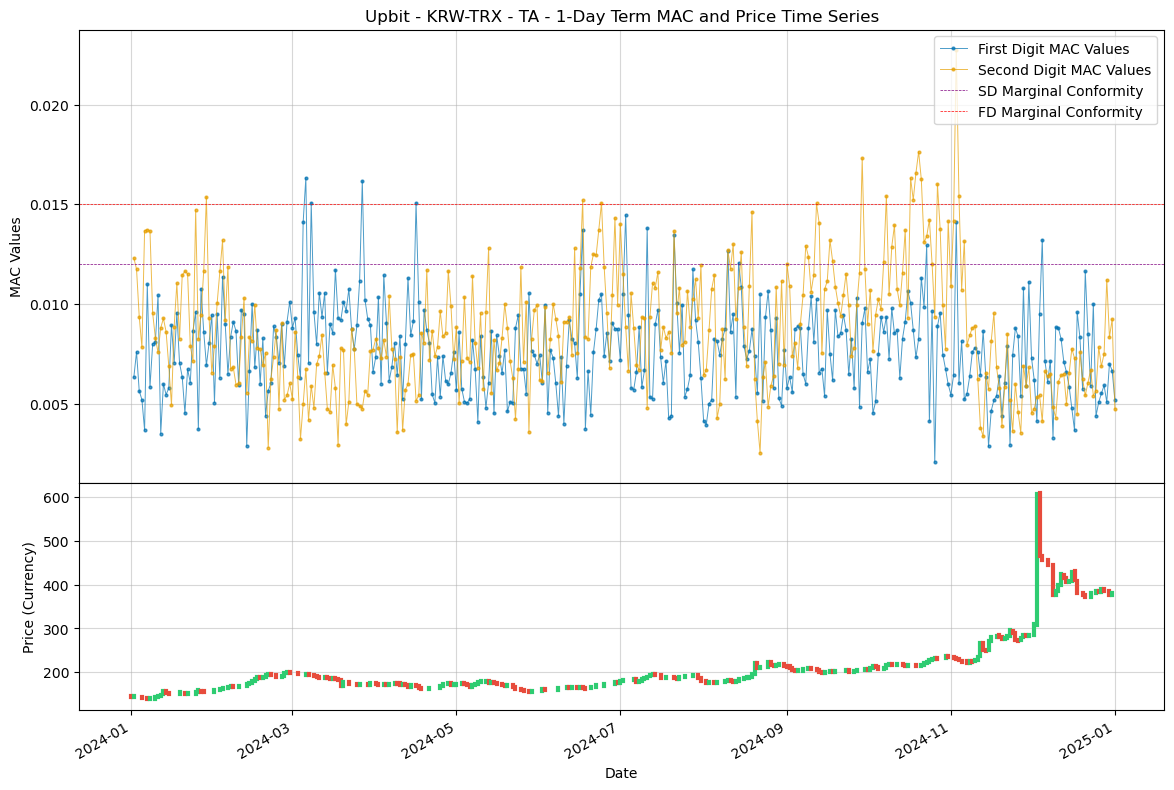 Upbit - KRW-TRX - TA - 1-Day Term MAC and Price Time Series
First Digit MAC Values
Second Digit MAC Values
SD Marginal Conformity
FD Marginal Conformity
MAC Values
0.020
0.015
0.010
0.005
Price (Currency)
600
500
400
300
200
2024-01
2024-03
2024-05
2024-07
2024-09
2024-11
2025-01
Date